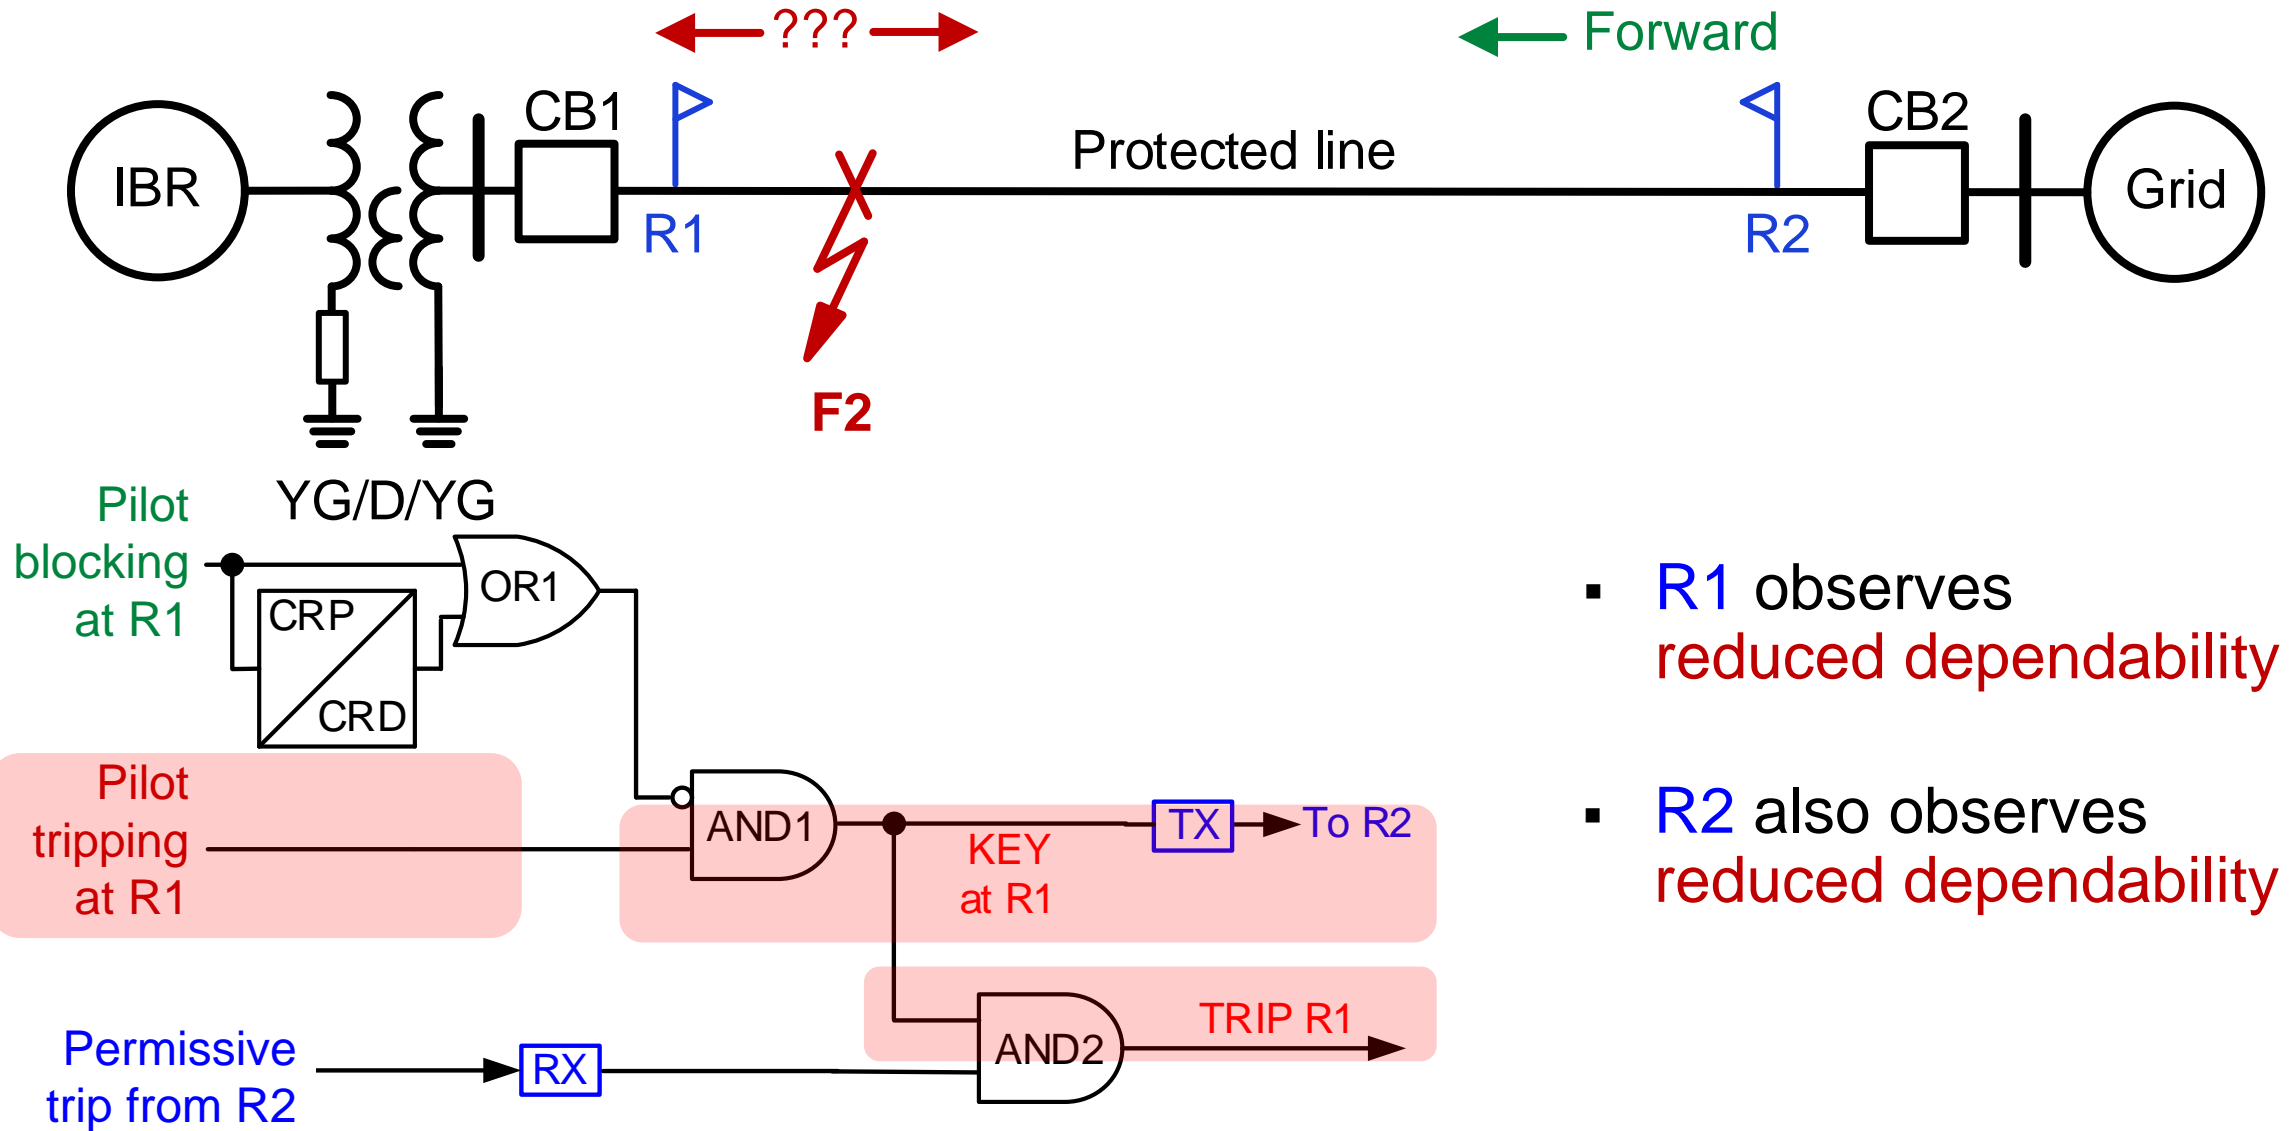 ???
Forward
IBR
CB1
R1
Protected line
R2
CB2
Grid
F2
YG/D/YG
Pilot
blocking
at R1
CRP
CRD
OR1
▪ R1 observes
reduced dependability
Pilot
tripping
at R1
AND1
KEY
at R1
TX
To R2
▪ R2 also observes
reduced dependability
TRIP R1
AND2
Permissive
trip from R2
RX